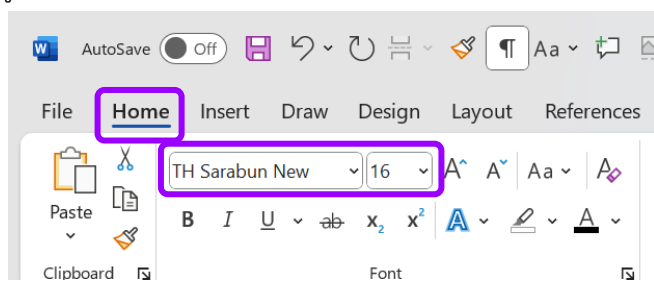 AutoSave Off Aa
File Home Insert Draw Design Layout References
TH Sarabun New 16 A A Aa A
Paste
B I U ab x₂ x² A A
Clipboard Font